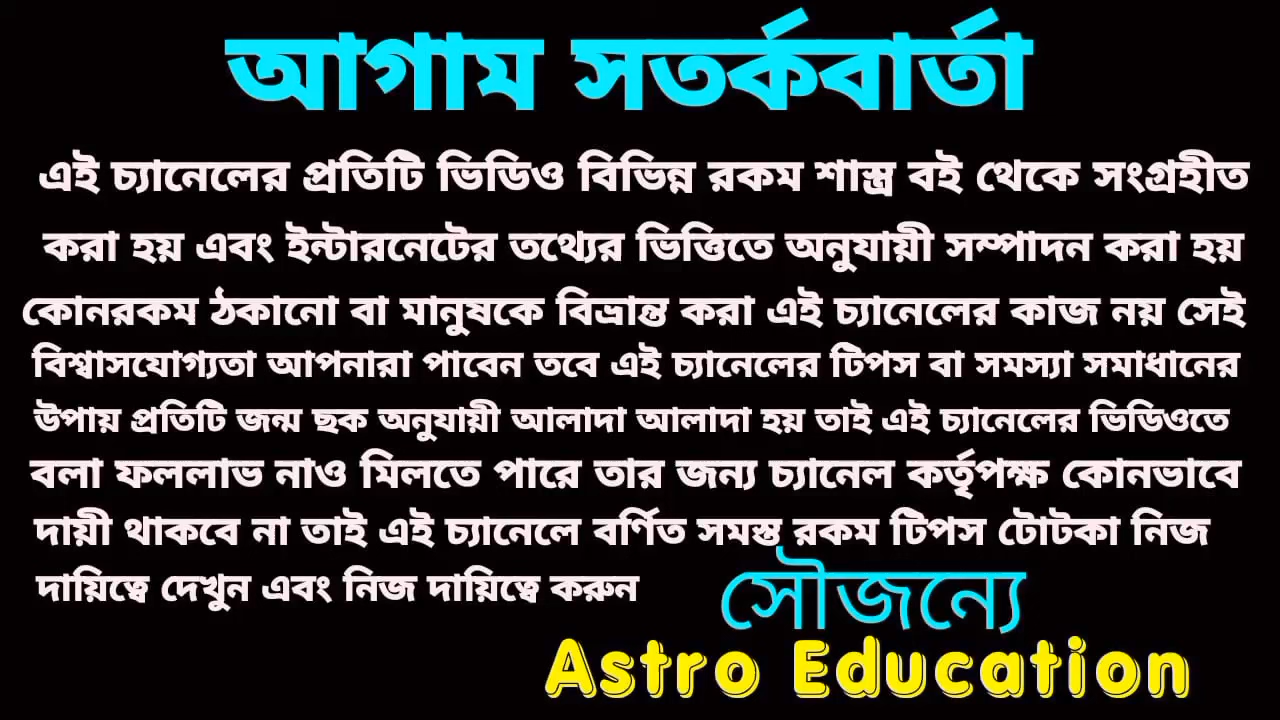 আগাম সতর্কবার্তা
এই চ্যানেলের প্রতিটি ভিডিও বিভিন্ন রকম শাস্ত্র বই থেকে সংগ্রহীত
করা হয় এবং ইন্টারনেটের তথ্যের ভিত্তিতে অনুযায়ী সম্পাদন করা হয়
কোনরকম ঠকানো বা মানুষকে বিভ্রান্ত করা এই চ্যানেলের কাজ নয় সেই
বিশ্বাসযোগ্যতা আপনারা পাবেন তবে এই চ্যানেলের টিপস বা সমস্যা সমাধানের
উপায় প্রতিটি জন্ম ছক অনুযায়ী আলাদা আলাদা হয় তাই এই চ্যানেলের ভিডিওতে
বলা ফললাভ নাও মিলতে পারে তার জন্য চ্যানেল কর্তৃপক্ষ কোনভাবে
দায়ী থাকবে না তাই এই চ্যানেলে বর্ণিত সমস্ত রকম টিপস টোটকা নিজ
দায়িত্বে দেখুন এবং নিজ দায়িত্বে করুন
সৌজন্যে
Astro Education